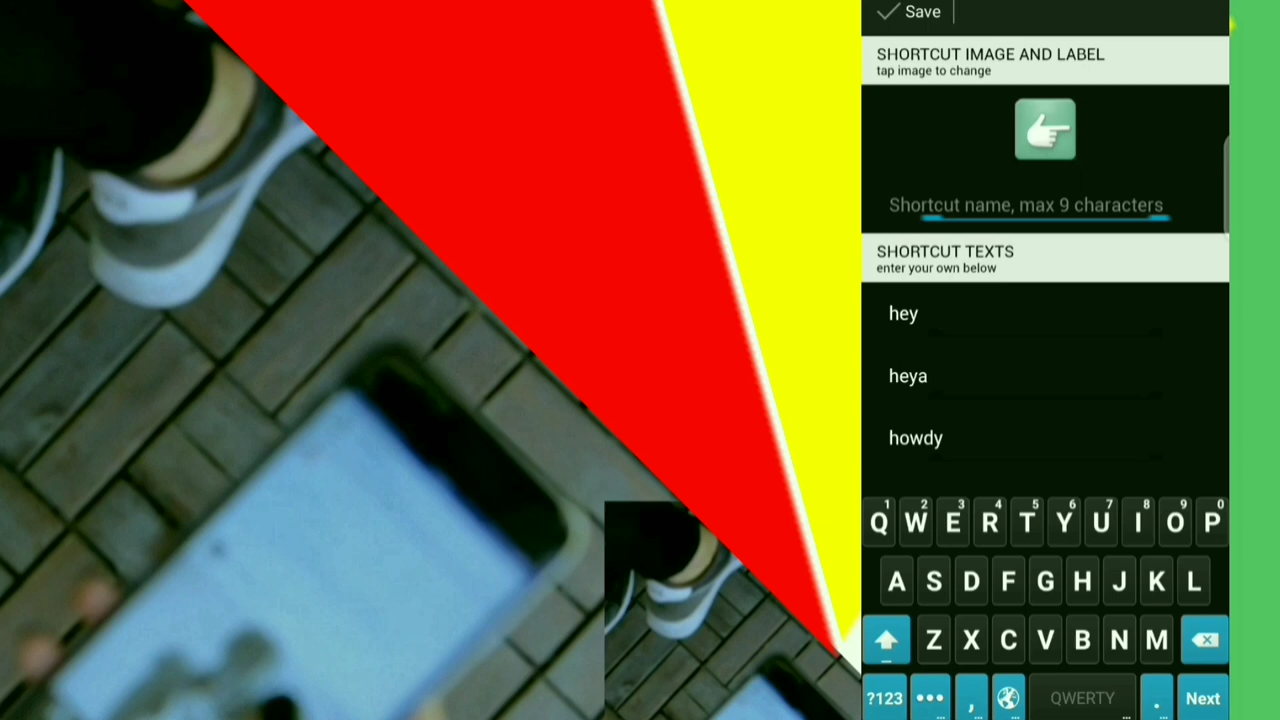 Save
SHORTCUT IMAGE AND LABEL
tap image to change
Shortcut name, max 9 characters
SHORTCUT TEXTS
enter your own below
hey
heya
howdy
1 2 3 4 5 6 7 8 9 0
Q W E R T Y U I O P
A S D F G H J K L
Z X C V B N M
?123 ••• , QWERTY . Next